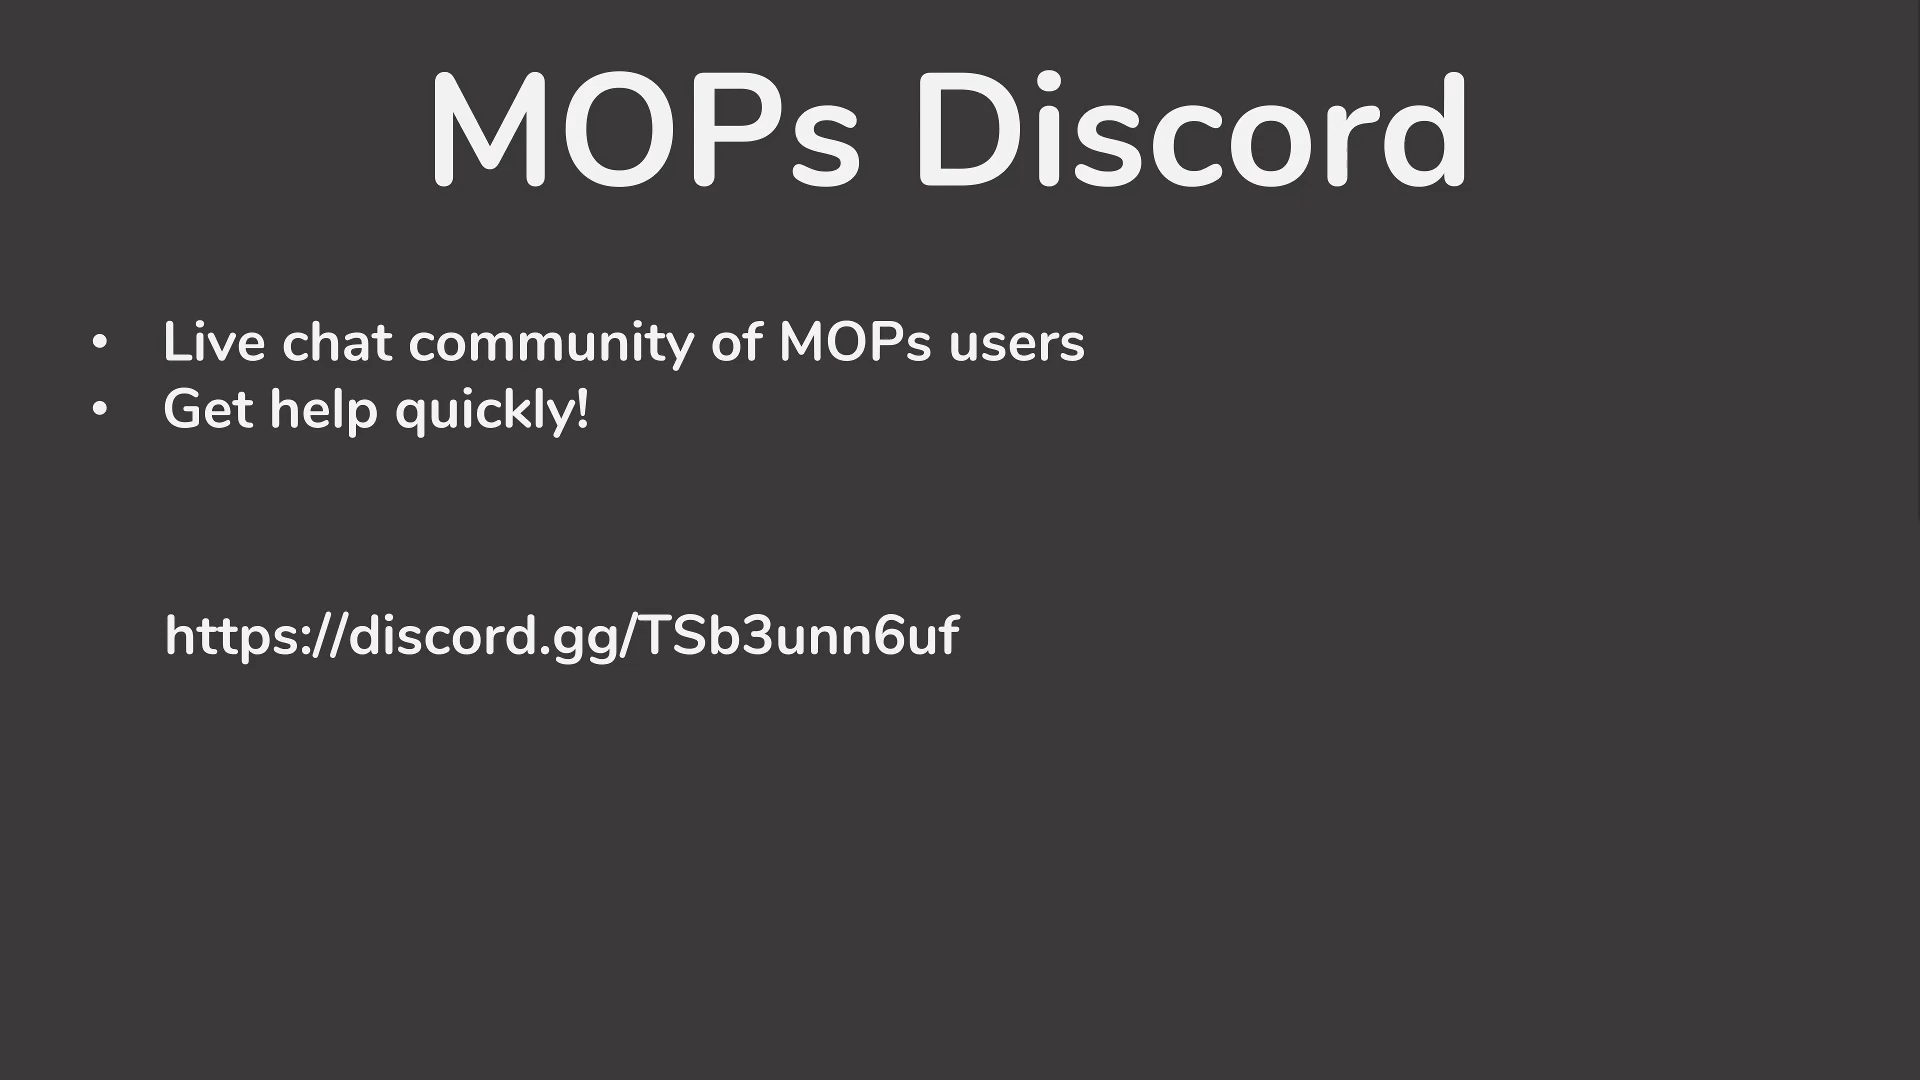 MOPs Discord
• Live chat community of MOPs users
• Get help quickly!
https://discord.gg/TSb3unn6uf